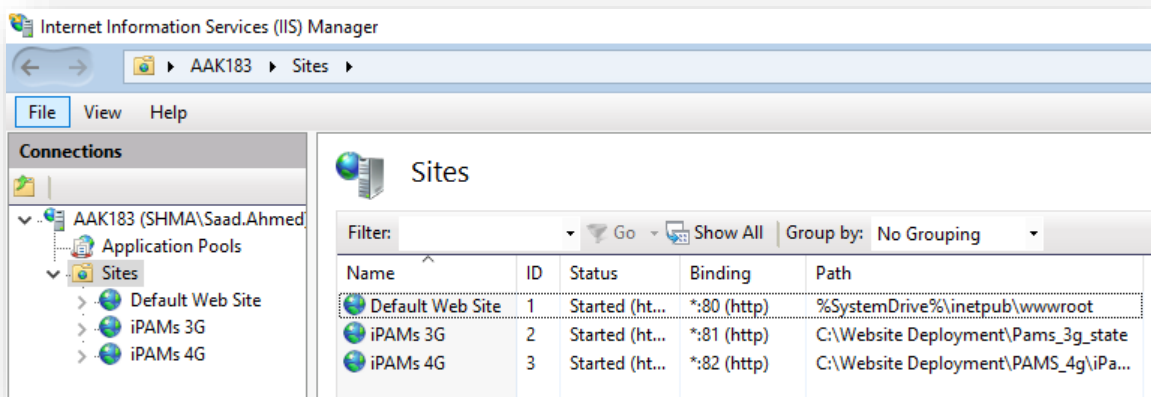 Internet Information Services (IIS) Manager
AAK183 Sites
File View Help
Connections
Sites
AAK183 (SHMA\Saad.Ahmed)
Filter: Go Show All Group by: No Grouping
Application Pools
Sites
Name ID Status Binding Path
Default Web Site
Default Web Site 1 Started (ht... *:80 (http) %SystemDrive%\inetpub\wwwroot
iPAMs 3G
iPAMs 3G 2 Started (ht... *:81 (http) C:\Website Deployment\Pams_3g_state
iPAMs 4G
iPAMs 4G 3 Started (ht... *:82 (http) C:\Website Deployment\PAMS_4g\iPa...